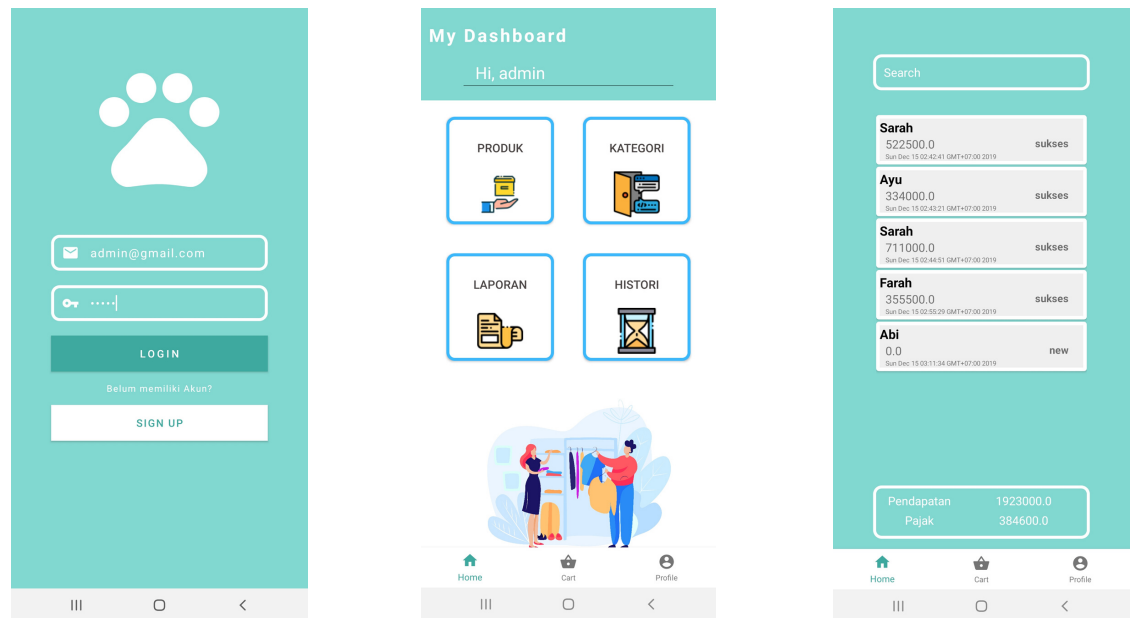 admin@gmail.com
•••••
LOGIN
Belum memiliki Akun?
SIGN UP
My Dashboard
Hi, admin
PRODUK
KATEGORI
LAPORAN
HISTORI
Home
Cart
Profile
Search
Sarah
522500.0
sukses
Sun Dec 15 02:42:41 GMT+07:00 2019
Ayu
334000.0
sukses
Sun Dec 15 02:43:21 GMT+07:00 2019
Sarah
711000.0
sukses
Sun Dec 15 02:44:51 GMT+07:00 2019
Farah
355500.0
sukses
Sun Dec 15 02:55:29 GMT+07:00 2019
Abi
0.0
new
Sun Dec 15 03:11:34 GMT+07:00 2019
Pendapatan 1923000.0
Pajak 384600.0
Home
Cart
Profile